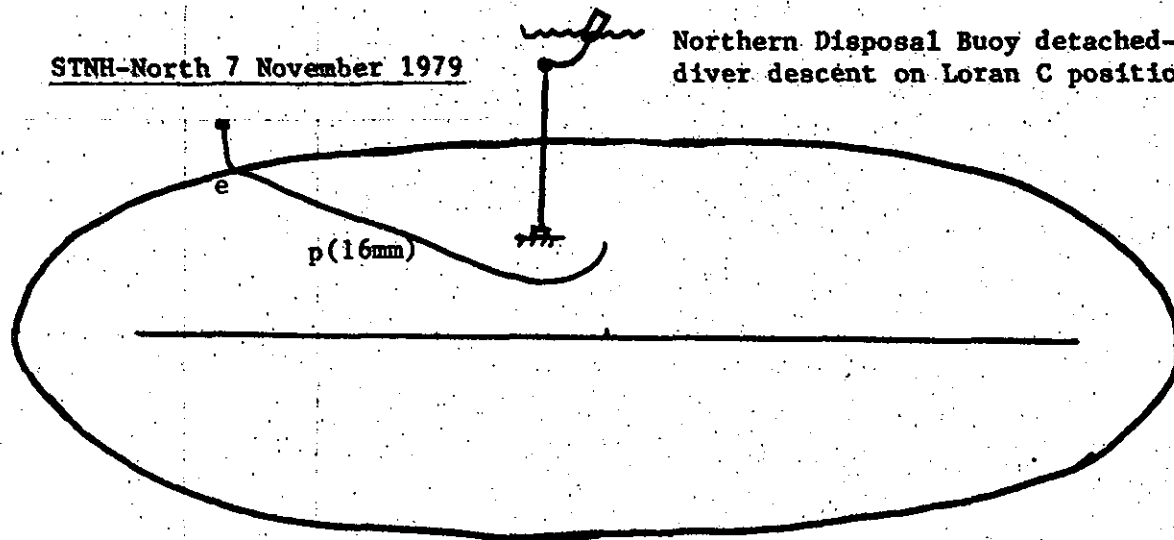 STNH-North 7 November 1979
Northern Disposal Buoy detached-
diver descent on Loran C positio
e
p(16mm)